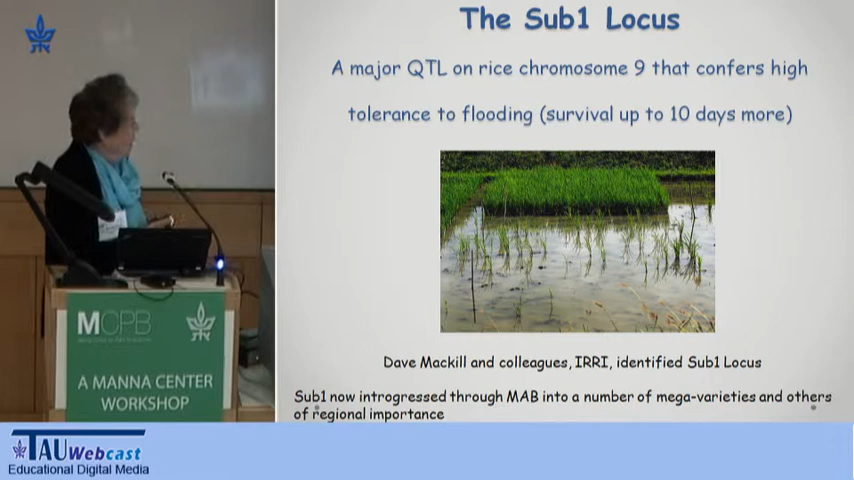 The Sub1 Locus
A major QTL on rice chromosome 9 that confers high
tolerance to flooding (survival up to 10 days more)
Dave Mackill and colleagues, IRRI, identified Sub1 Locus
Sub1 now introgressed through MAB into a number of mega-varieties and others
of regional importance
MCPB
A MANNA CENTER
WORKSHOP
TAU Webcast
Educational Digital Media